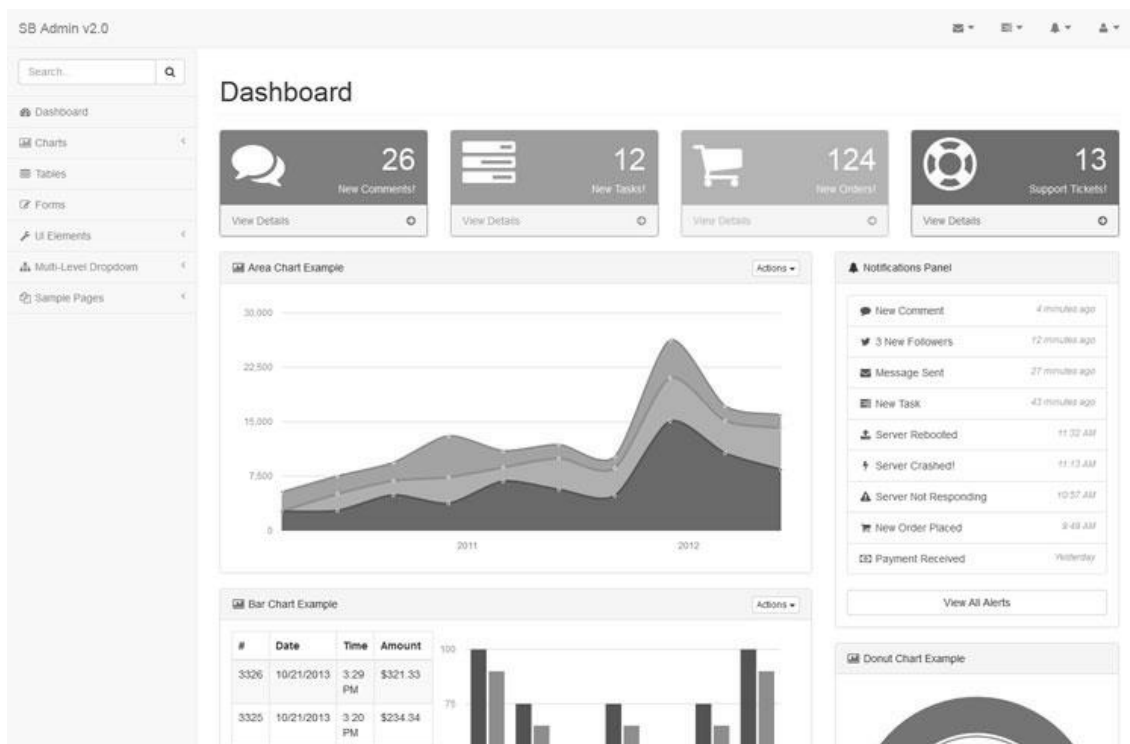 SB Admin v2.0
Search...
Dashboard
Charts
Tables
Forms
UI Elements
Multi-Level Dropdown
Sample Pages
Dashboard
26
New Comments!
View Details
12
New Tasks!
View Details
124
New Orders!
View Details
13
Support Tickets!
View Details
Area Chart Example
Actions
30,000
22,500
15,000
7,500
0
2011
2012
Notifications Panel
New Comment 4 minutes ago
3 New Followers 12 minutes ago
Message Sent 27 minutes ago
New Task 43 minutes ago
Server Rebooted 11:32 AM
Server Crashed! 11:13 AM
Server Not Responding 10:57 AM
New Order Placed 9:49 AM
Payment Received Yesterday
View All Alerts
Bar Chart Example
Actions
# Date Time Amount
3326 10/21/2013 3:29 $321.33
PM
3325 10/21/2013 3:20 $234.34
PM
100
75
Donut Chart Example